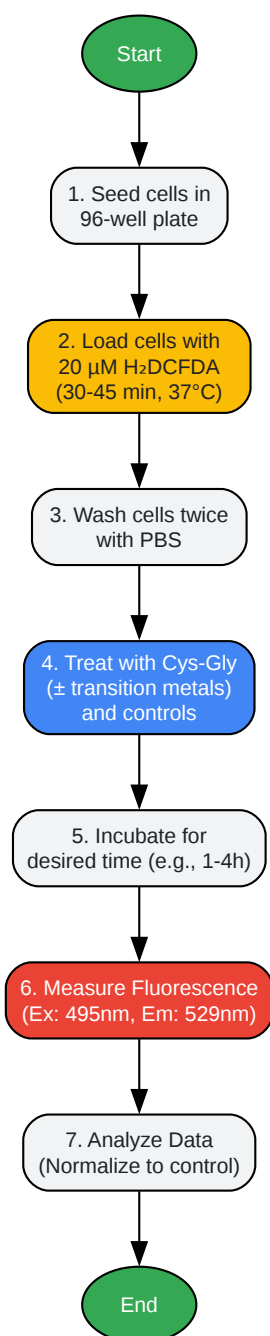 Start
1. Seed cells in
96-well plate
2. Load cells with
20 µM H₂DCFDA
(30-45 min, 37°C)
3. Wash cells twice
with PBS
4. Treat with Cys-Gly
(± transition metals)
and controls
5. Incubate for
desired time (e.g., 1-4h)
6. Measure Fluorescence
(Ex: 495nm, Em: 529nm)
7. Analyze Data
(Normalize to control)
End